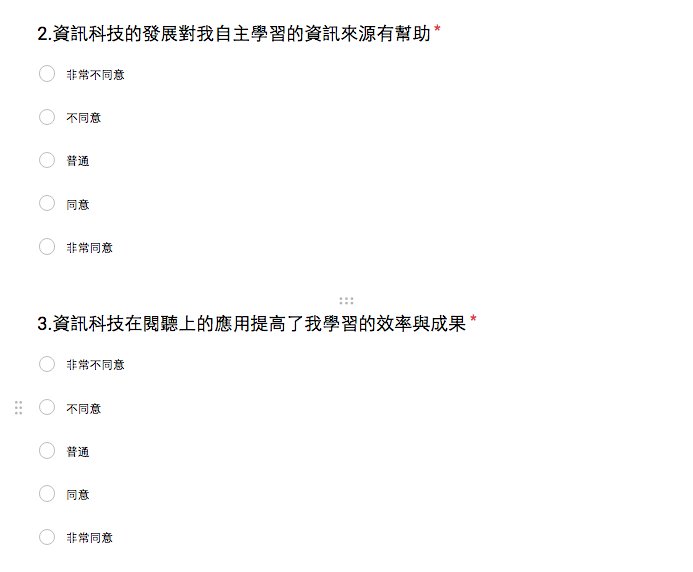 2.資訊科技的發展對我自主學習的資訊來源有幫助 *
非常不同意
不同意
普通
同意
非常同意
3.資訊科技在閱聽上的應用提高了我學習的效率與成果 *
非常不同意
不同意
普通
同意
非常同意